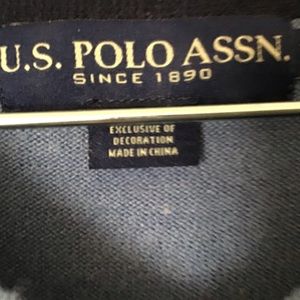 U.S. POLO ASSN.
SINCE 1890
EXCLUSIVE OF
DECORATION
MADE IN CHINA